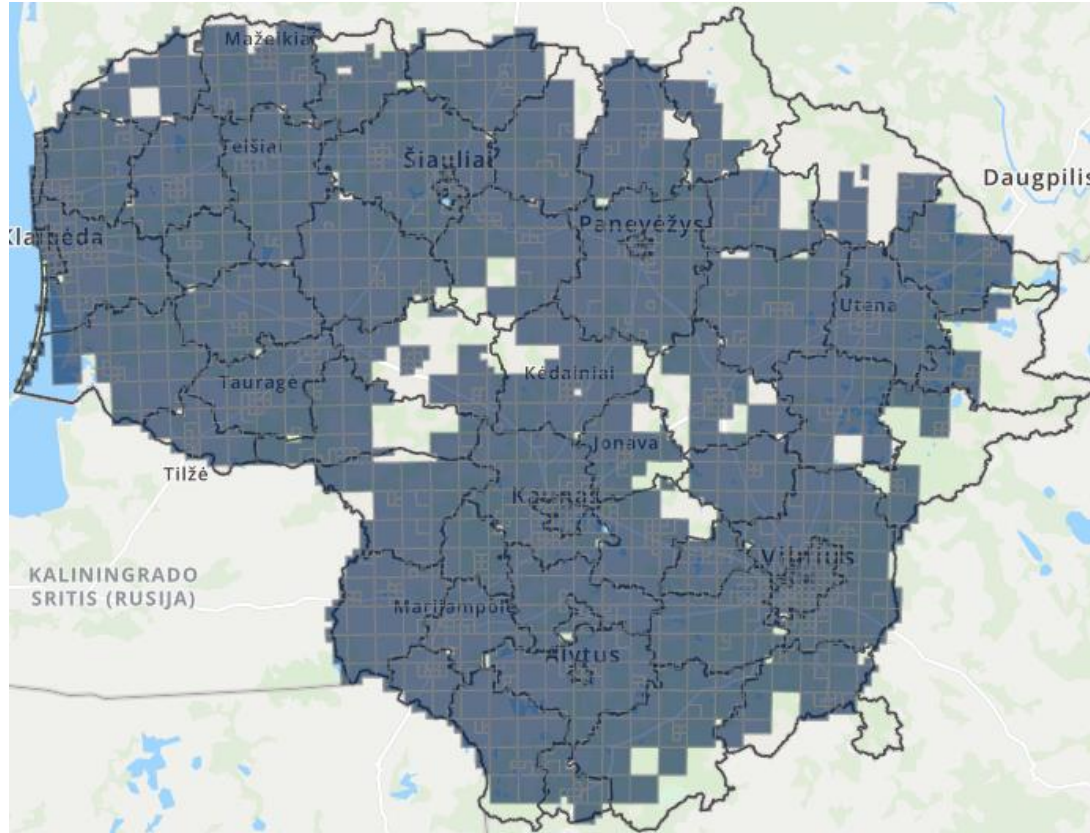 Mažeikiai
Telšiai
Šiauliai
Daugpilis
Klaipėda
Panevėžys
Utena
Tauragė
Kėdainiai
Jonava
Tilžė
Kaunas
Vilnius
KALININGRADO
SRITIS (RUSIJA)
Marijampolė
Alytus